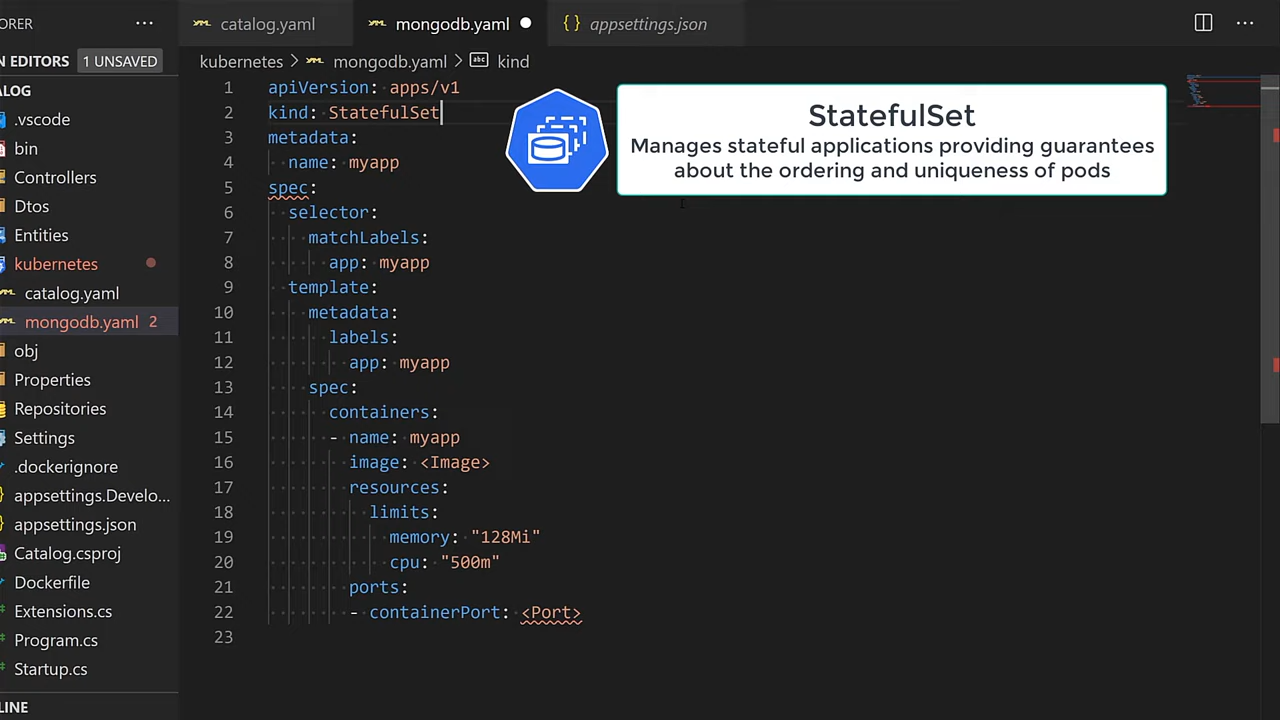 ORER
···
catalog.yaml
mongodb.yaml
{} appsettings.json
···
N EDITORS
1 UNSAVED
kubernetes > mongodb.yaml > abc kind
ALOG
.vscode
bin
Controllers
Dtos
Entities
kubernetes
catalog.yaml
mongodb.yaml 2
obj
Properties
Repositories
Settings
.dockerignore
appsettings.Develo...
appsettings.json
Catalog.csproj
Dockerfile
Extensions.cs
Program.cs
Startup.cs
LINE
1 apiVersion: apps/v1
2 kind: StatefulSet
3 metadata:
4   name: myapp
5 spec:
6   selector:
7     matchLabels:
8       app: myapp
9   template:
10     metadata:
11       labels:
12         app: myapp
13     spec:
14       containers:
15       - name: myapp
16         image: <Image>
17         resources:
18           limits:
19             memory: "128Mi"
20             cpu: "500m"
21         ports:
22         - containerPort: <Port>
23
StatefulSet
Manages stateful applications providing guarantees
about the ordering and uniqueness of pods